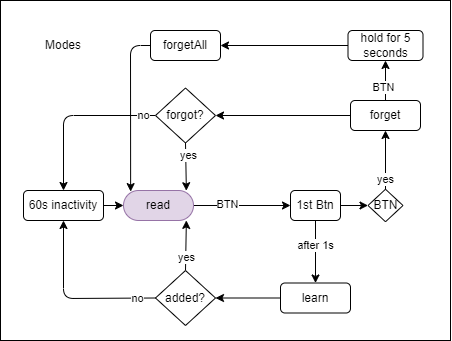 Modes
forgetAll
hold for 5
seconds
BTN
no
forgot?
forget
yes
yes
60s inactivity
read
BTN
1st Btn
BTN
after 1s
yes
no
added?
learn